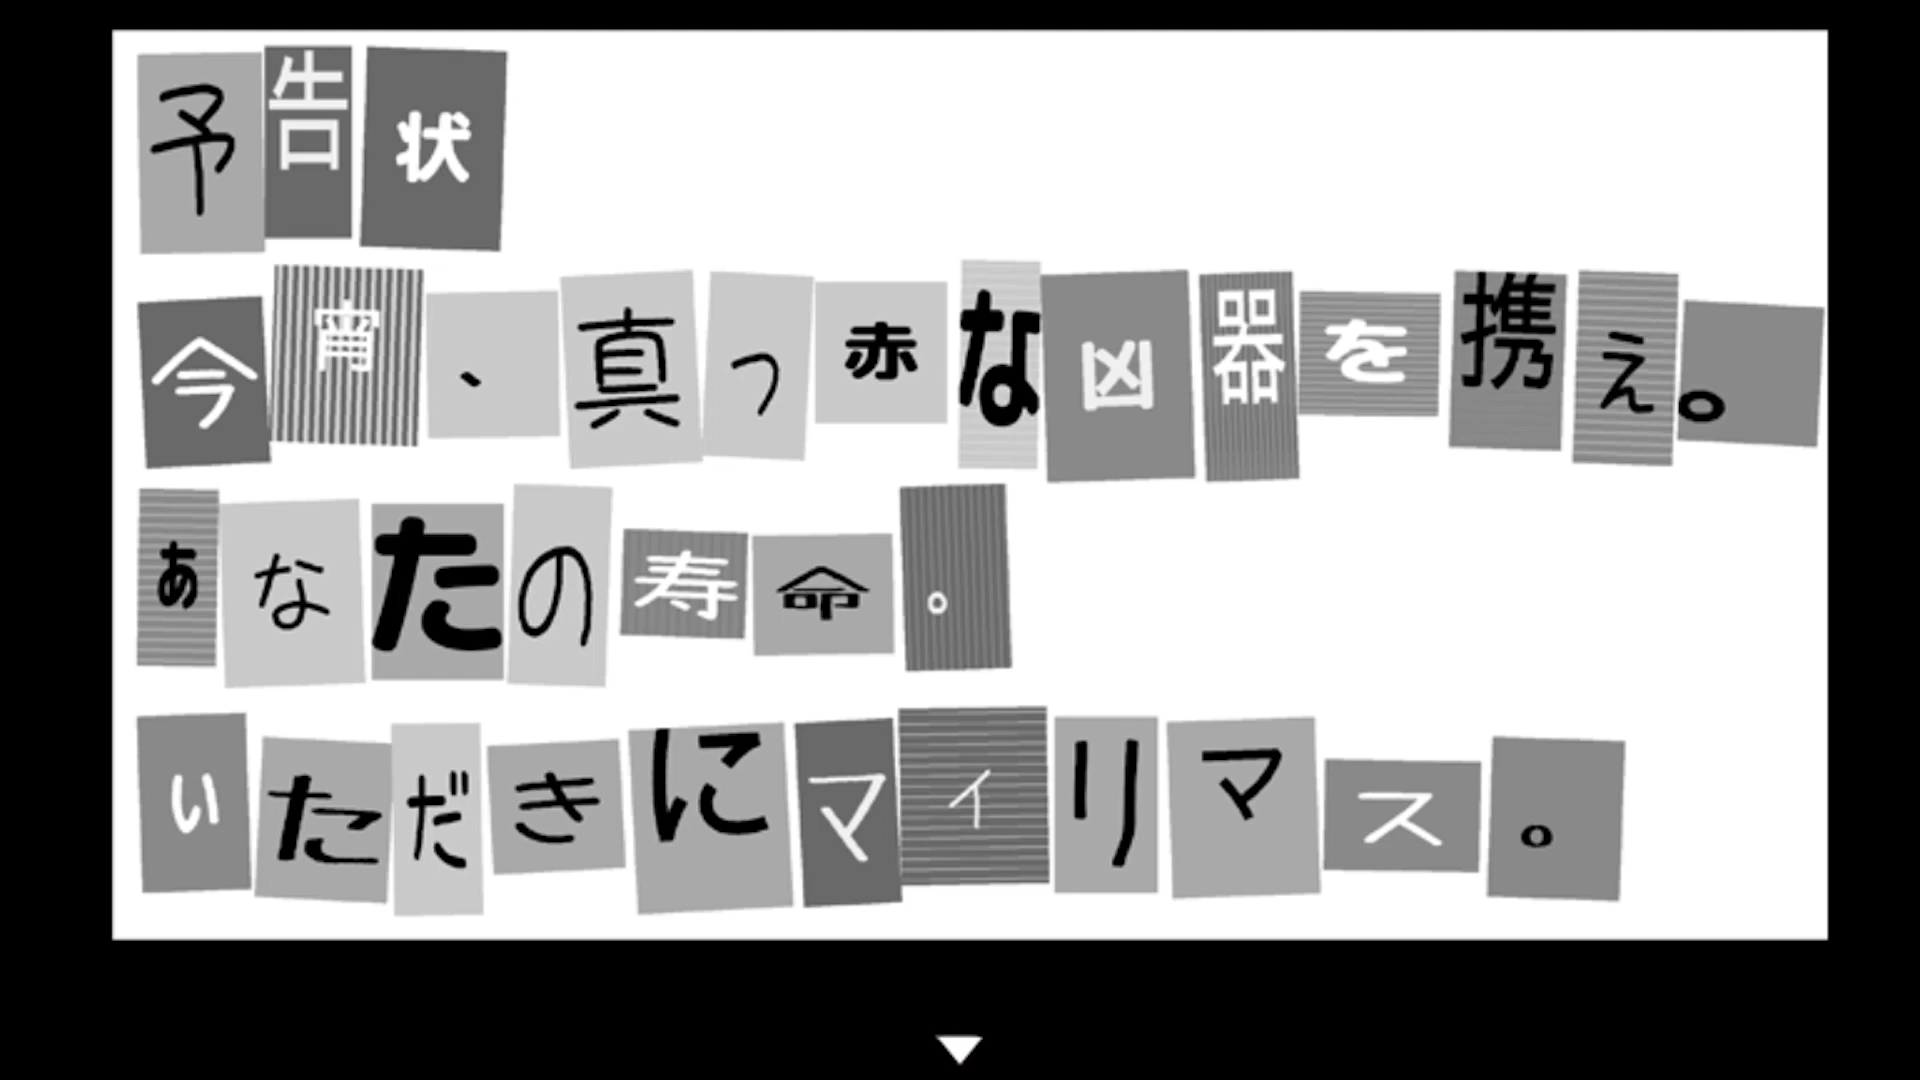 予告状
今宵、真っ赤な凶器を携え。
あなたの寿命。
いただきにマイリマス。